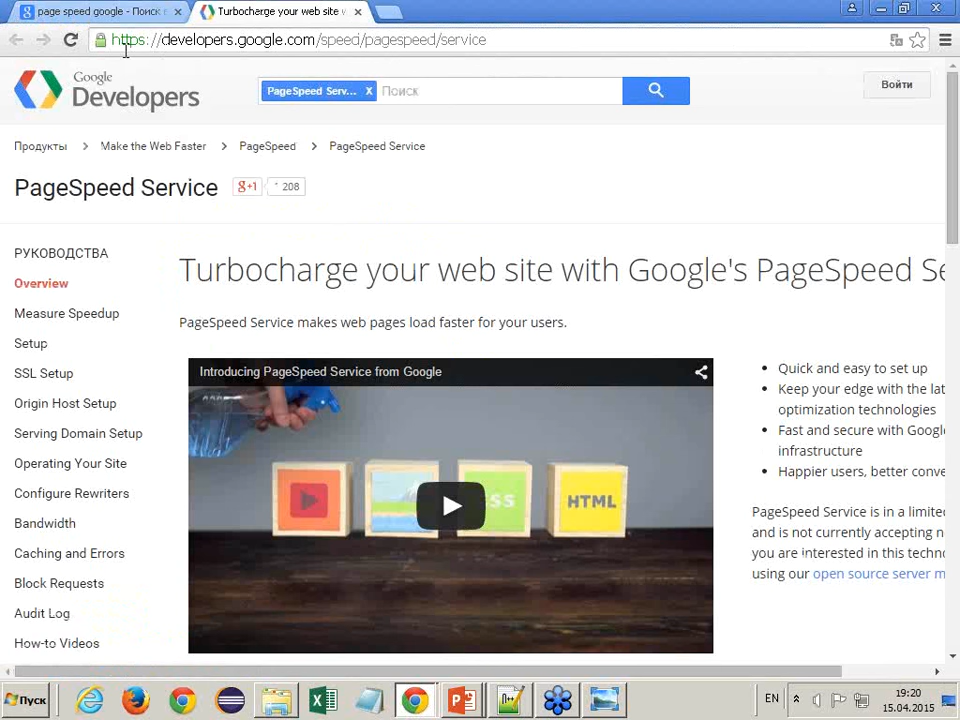 page speed google - Поиск
Turbocharge your web site
https://developers.google.com/speed/pagespeed/service
Google
Developers
PageSpeed Serv... x
Поиск
Войти
Продукты > Make the Web Faster > PageSpeed > PageSpeed Service
PageSpeed Service
g+1
208
РУКОВОДСТВА
Overview
Measure Speedup
Setup
SSL Setup
Origin Host Setup
Serving Domain Setup
Operating Your Site
Configure Rewriters
Bandwidth
Caching and Errors
Block Requests
Audit Log
How-to Videos
Turbocharge your web site with Google's PageSpeed Se
PageSpeed Service makes web pages load faster for your users.
Introducing PageSpeed Service from Google
CSS
HTML
• Quick and easy to set up
• Keep your edge with the lat
optimization technologies
• Fast and secure with Googl
infrastructure
• Happier users, better conve
PageSpeed Service is in a limited
and is not currently accepting n
you are interested in this techno
using our open source server m
Пуск
EN
19:20
15.04.2015